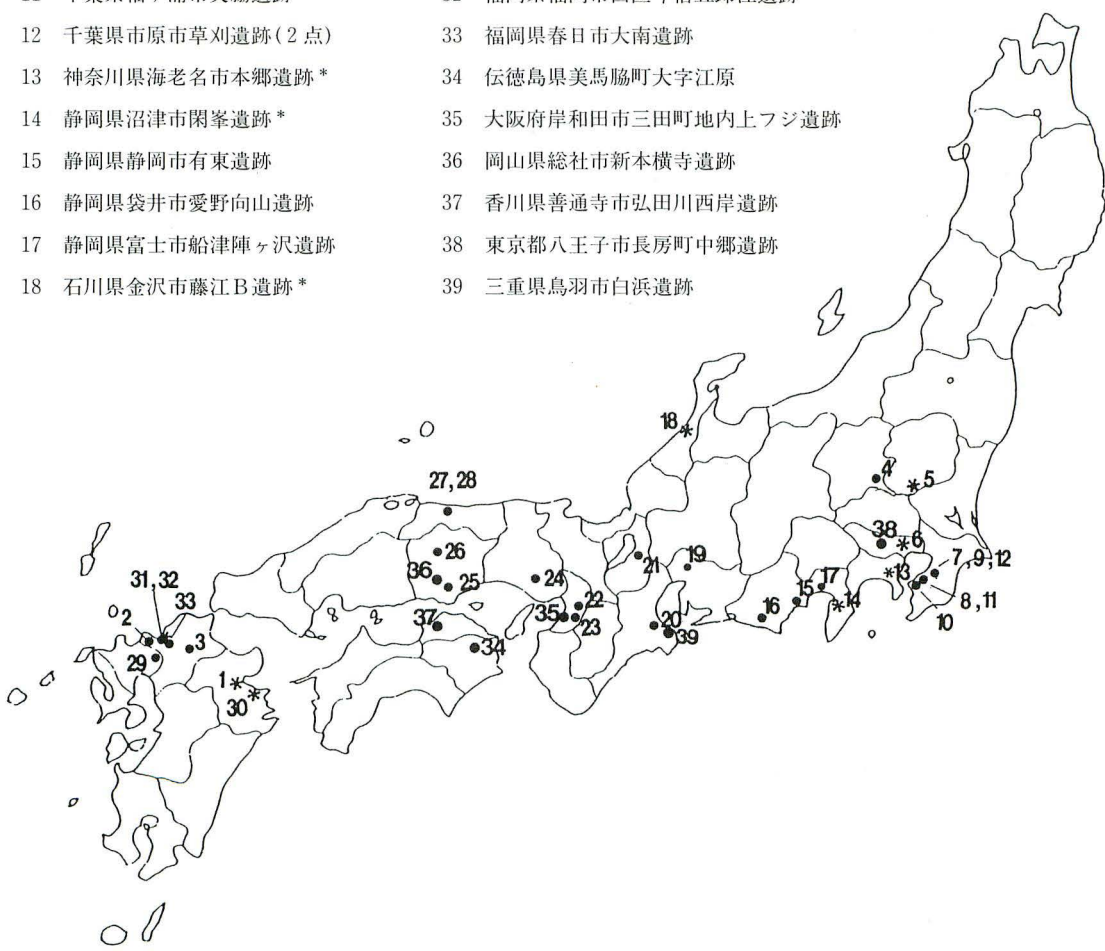 12 千葉県市原市草刈遺跡(2点)
13 神奈川県海老名市本郷遺跡*
14 静岡県沼津市閑峯遺跡*
15 静岡県静岡市有東遺跡
16 静岡県袋井市愛野向山遺跡
17 静岡県富士市船津陣ヶ沢遺跡
18 石川県金沢市藤江B遺跡*
33 福岡県春日市大南遺跡
34 伝徳島県美馬脇町大字江原
35 大阪府岸和田市三田町地内上フジ遺跡
36 岡山県総社市新本横寺遺跡
37 香川県善通寺市弘田川西岸遺跡
38 東京都八王子市長房町中郷遺跡
39 三重県鳥羽市白浜遺跡
18*
4
*5
27,28
38
*6
7,9,12
26
21
19
*13
8,11
31,32
36
25
24
17
10
33
15
*14
2
3
35
22
16
37
23
20
39
29
34
1*
30*